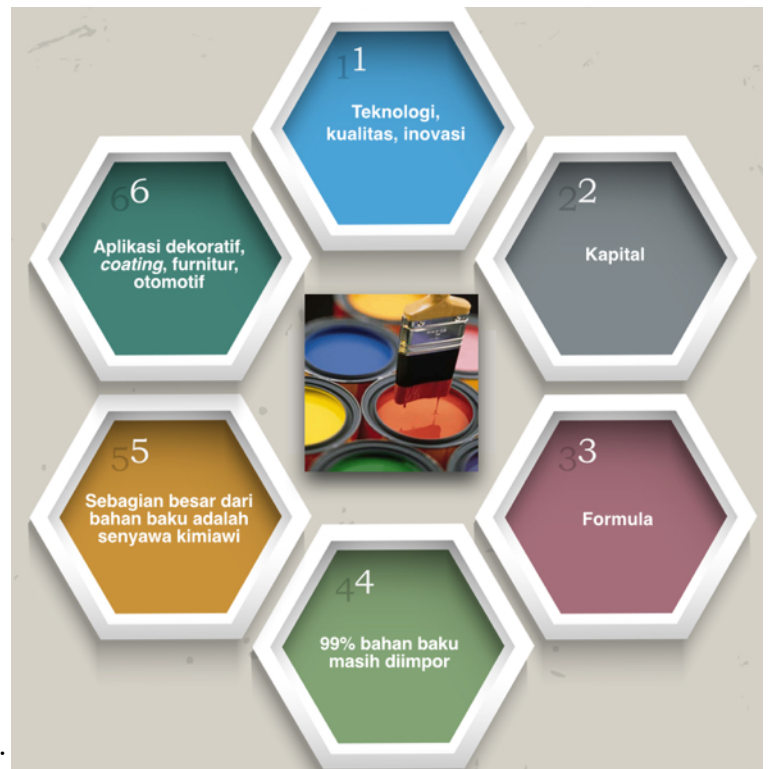 1
Teknologi,
kualitas, inovasi
2
Kapital
3
Formula
4
99% bahan baku
masih diimpor
5
Sebagian besar dari
bahan baku adalah
senyawa kimiawi
6
Aplikasi dekoratif,
coating, furnitur,
otomotif
.